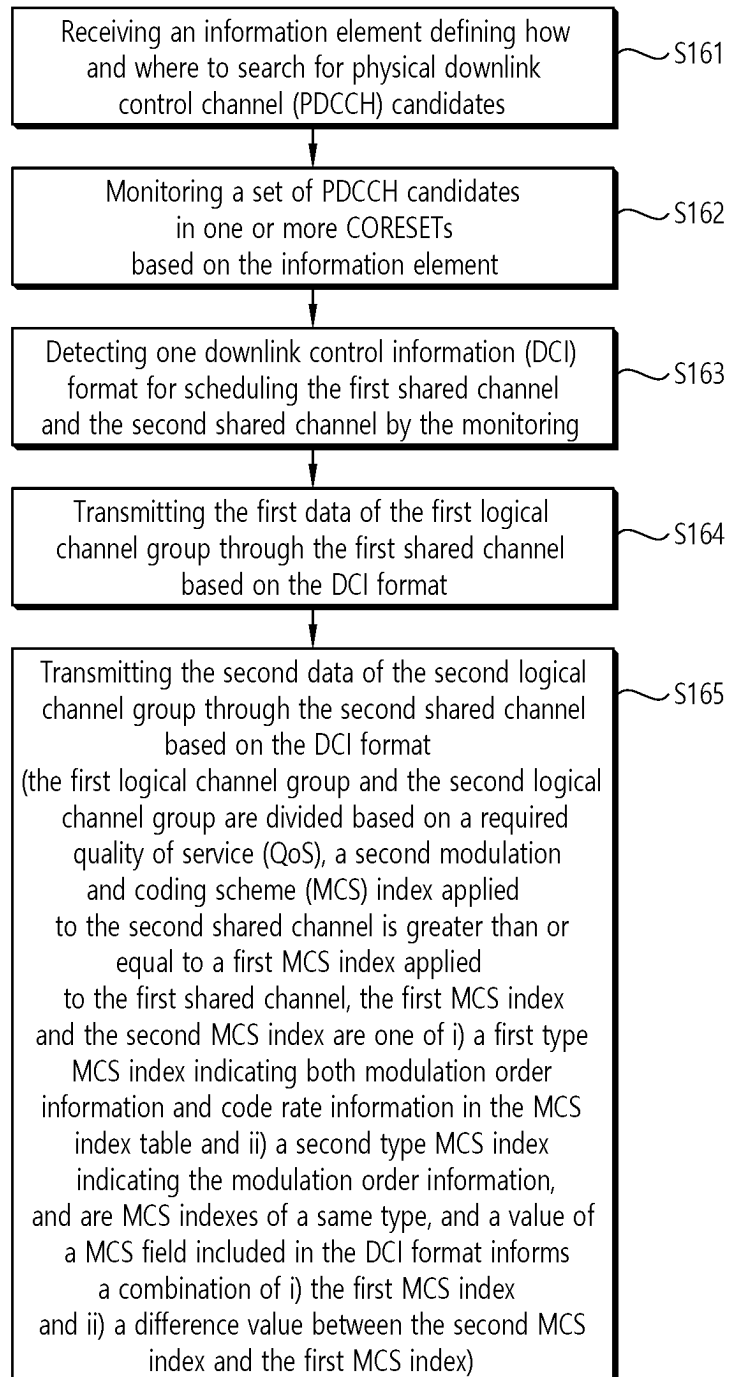 Receiving an information element defining how
and where to search for physical downlink
control channel (PDCCH) candidates
S161
Monitoring a set of PDCCH candidates
in one or more CORESETs
based on the information element
S162
Detecting one downlink control information (DCI)
format for scheduling the first shared channel
and the second shared channel by the monitoring
S163
Transmitting the first data of the first logical
channel group through the first shared channel
based on the DCI format
S164
Transmitting the second data of the second logical
channel group through the second shared channel
based on the DCI format
(the first logical channel group and the second logical
channel group are divided based on a required
quality of service (QoS), a second modulation
and coding scheme (MCS) index applied
to the second shared channel is greater than or
equal to a first MCS index applied
to the first shared channel, the first MCS index
and the second MCS index are one of i) a first type
MCS index indicating both modulation order
information and code rate information in the MCS
index table and ii) a second type MCS index
indicating the modulation order information,
and are MCS indexes of a same type, and a value of
a MCS field included in the DCI format informs
a combination of i) the first MCS index
and ii) a difference value between the second MCS
index and the first MCS index)
S165